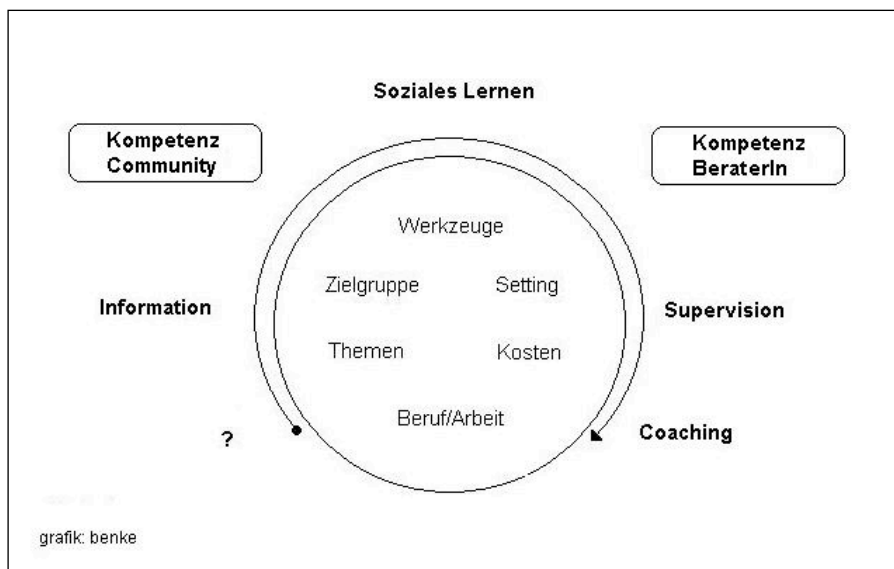 Soziales Lernen
Kompetenz
Community
Kompetenz
BeraterIn
Werkzeuge
Zielgruppe
Setting
Information
Supervision
Themen
Kosten
Beruf/Arbeit
?
Coaching
grafik: benke